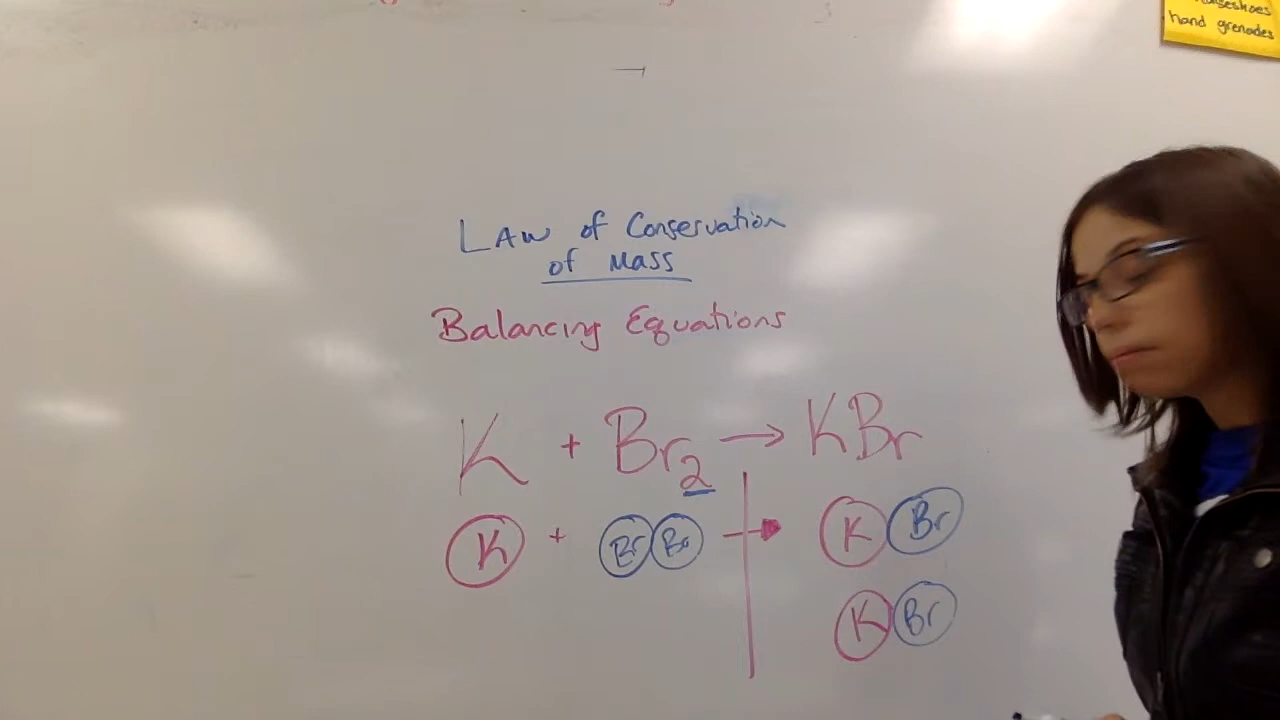 hand grenades
Law of Conservation
of Mass
Balancing Equations
K + Br₂ → KBr
K + Br Br → K Br
K Br